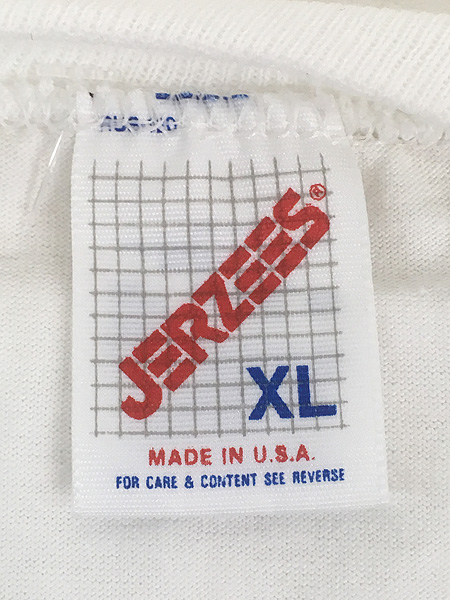 JERZEES®
XL
MADE IN U.S.A.
FOR CARE & CONTENT SEE REVERSE